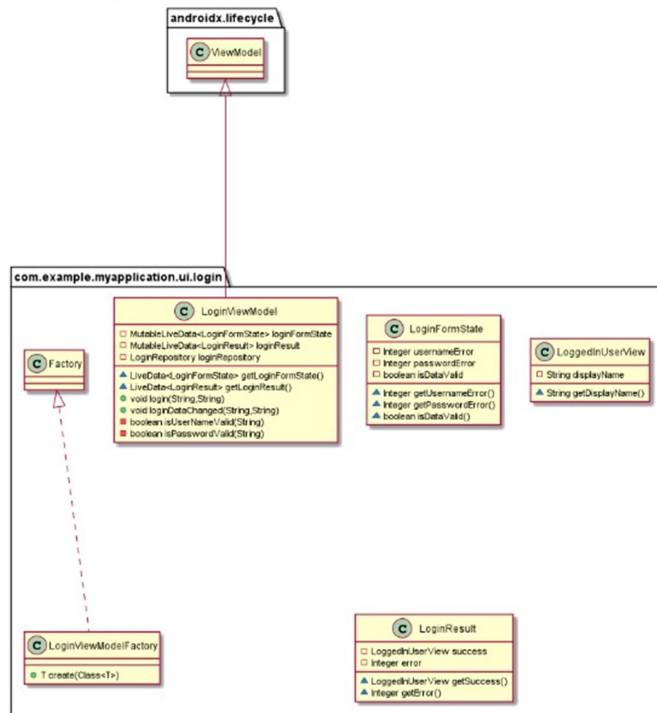 androidx.lifecycle
C ViewModel
com.example.myapplication.ui.login
C Factory
C LoginViewModel
MutableLiveData<LoginFormState> loginFormState
MutableLiveData<LoginResult> loginResult
LoginRepository loginRepository
LiveData<LoginFormState> getLoginFormState()
LiveData<LoginResult> getLoginResult()
void login(String,String)
void loginDataChanged(String,String)
boolean isUserNameValid(String)
boolean isPasswordValid(String)
C LoginFormState
Integer usernameError
Integer passwordError
boolean isDataValid
Integer getUsernameError()
Integer getPasswordError()
boolean isDataValid()
C LoggedInUserView
String displayName
String getDisplayName()
C LoginViewModelFactory
T create(Class<T>)
C LoginResult
LoggedInUserView success
Integer error
LoggedInUserView getSuccess()
Integer getError()